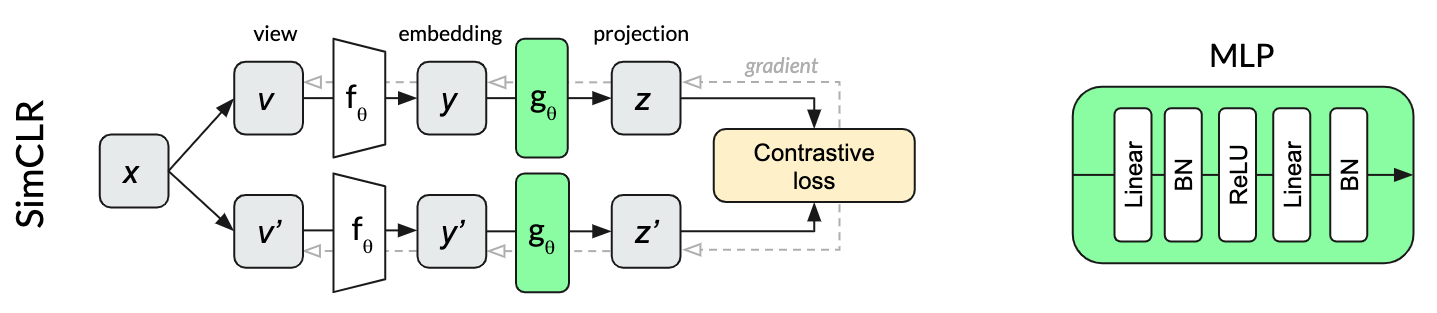 SimCLR
view
embedding
projection
gradient
x
v
fθ
y
gθ
z
Contrastive
loss
v’
fθ
y’
gθ
z’
MLP
Linear
BN
ReLU
Linear
BN